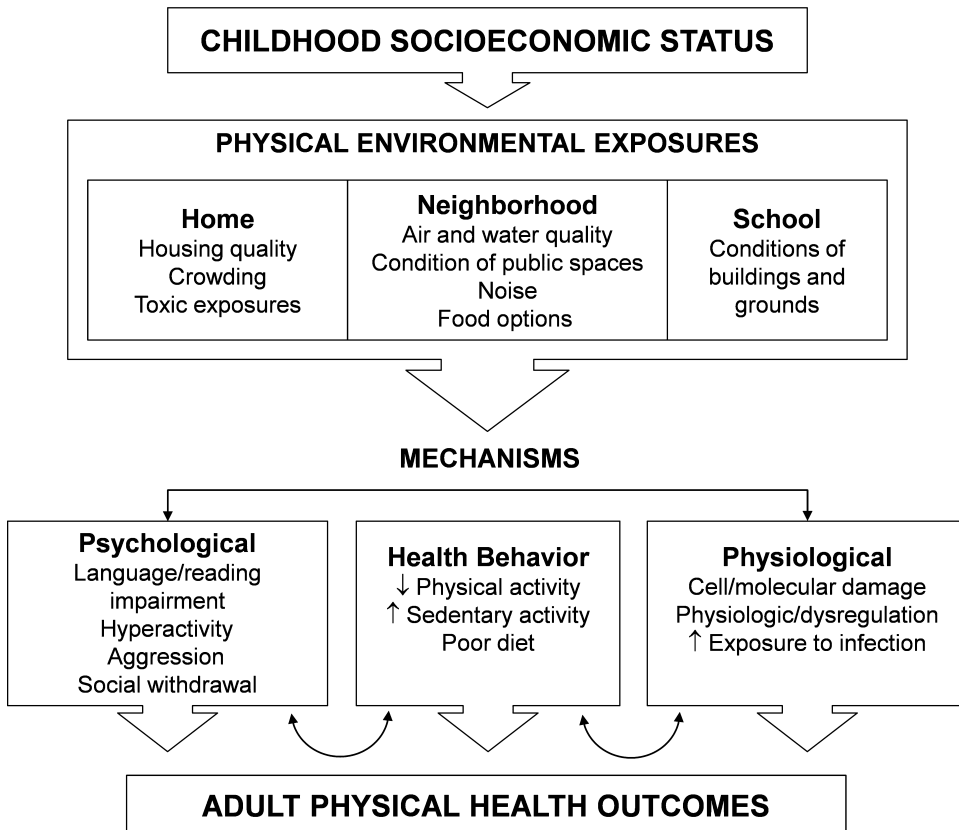 CHILDHOOD SOCIOECONOMIC STATUS
PHYSICAL ENVIRONMENTAL EXPOSURES
Home
Housing quality
Crowding
Toxic exposures
Neighborhood
Air and water quality
Condition of public spaces
Noise
Food options
School
Conditions of
buildings and
grounds
MECHANISMS
Psychological
Language/reading
impairment
Hyperactivity
Aggression
Social withdrawal
Health Behavior
↓ Physical activity
↑ Sedentary activity
Poor diet
Physiological
Cell/molecular damage
Physiologic/dysregulation
↑ Exposure to infection
ADULT PHYSICAL HEALTH OUTCOMES